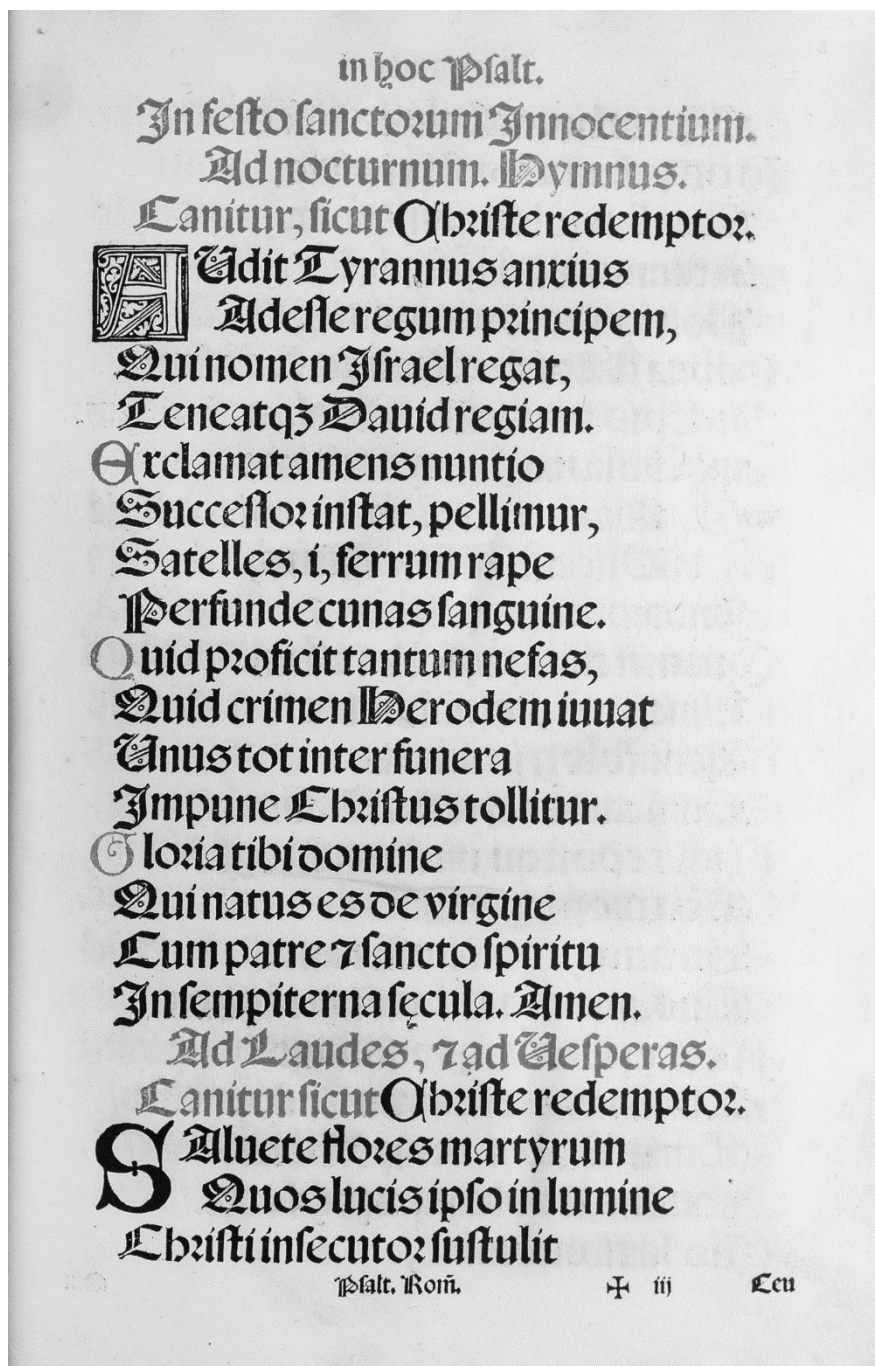 in hoc Psalt.
In festo sanctorum Innocentium.
Ad nocturnum. Hymnus.
Canitur, sicut Christe redemptor.
AUdit Tyrannus anxius
Adesse regum principem,
Qui nomen Israel regat,
Teneatqꝫ Dauid regiam.
Exclamat amens nuntio
Successor instat, pellimur,
Satelles, i, ferrum rape
Perfunde cunas sanguine.
Quid proficit tantum nefas,
Quid crimen Herodem iuuat
Unus tot inter funera
Impune Christus tollitur.
Gloria tibi domine
Qui natus es de virgine
Cum patre ⁊ sancto spiritu
In sempiterna sęcula. Amen.
Ad Laudes, ⁊ ad Uesperas.
Canitur sicut Christe redemptor.
SAluete flores martyrum
Quos lucis ipso in lumine
Christi insecutor sustulit
Psalt. Rom̃. ✠ iij Ceu